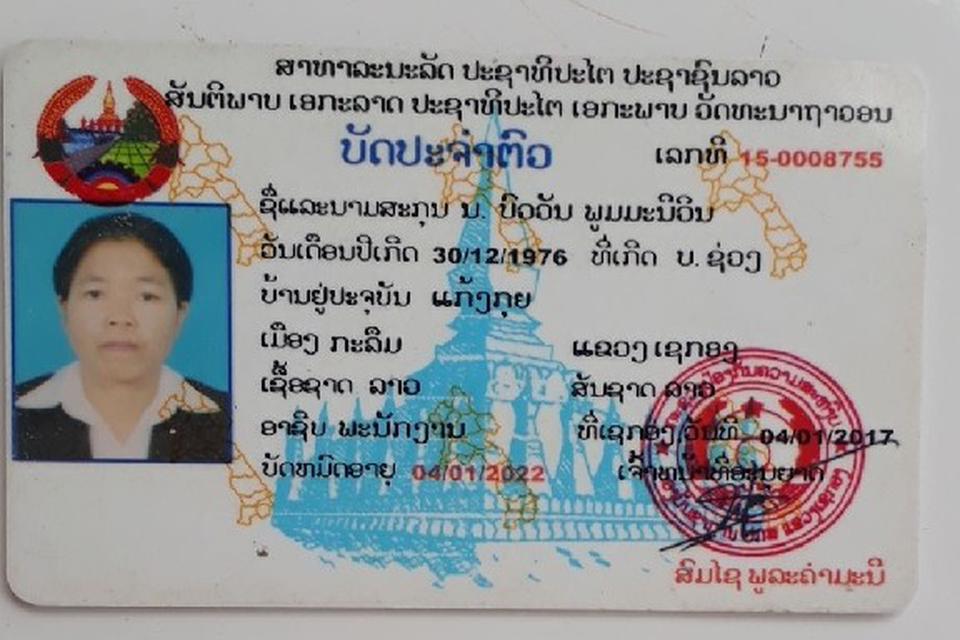 ສາທາລະນະລັດ ປະຊາທິປະໄຕ ປະຊາຊົນລາວ
ສັນຕິພາບ ເອກະລາດ ປະຊາທິປະໄຕ ເອກະພາບ ວັດທະນາຖາວອນ
ບັດປະຈຳຕົວ ເລກທີ 15-0008755
ຊື່ແລະນາມສະກຸນ ນ. ບົວວັນ ພູມມະນີວິນ
ວັນເດືອນປີເກີດ 30/12/1976 ທີ່ເກີດ ບ. ຊ່ວງ
ບ້ານຢູ່ປະຈຸບັນ ແກ້ງກຸຍ
ເມືອງ ກະລຶມ ແຂວງ ເຊກອງ
ເຊື້ອຊາດ ລາວ ສັນຊາດ ລາວ
ອາຊີບ ພະນັກງານ ທີ່ເຊກອງ ວັນທີ 04/01/2017
ບັດຫມົດອາຍຸ 04/01/2022 ເຈົ້າຫນ້າທີ່ອະນຸຍາດ
ສົມໄຊ ພູລະຄຳມະນີ